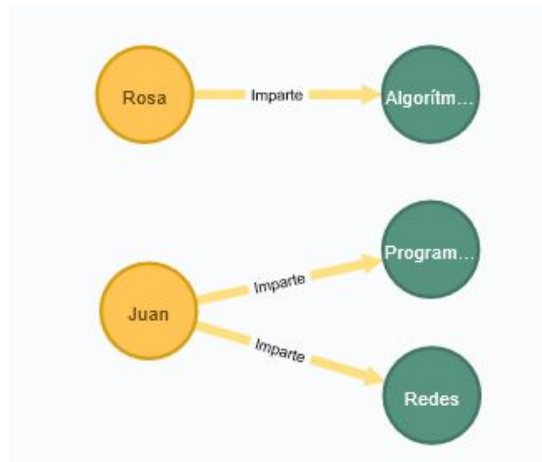 Rosa
Imparte
Algorítm...
Program...
Imparte
Juan
Imparte
Redes